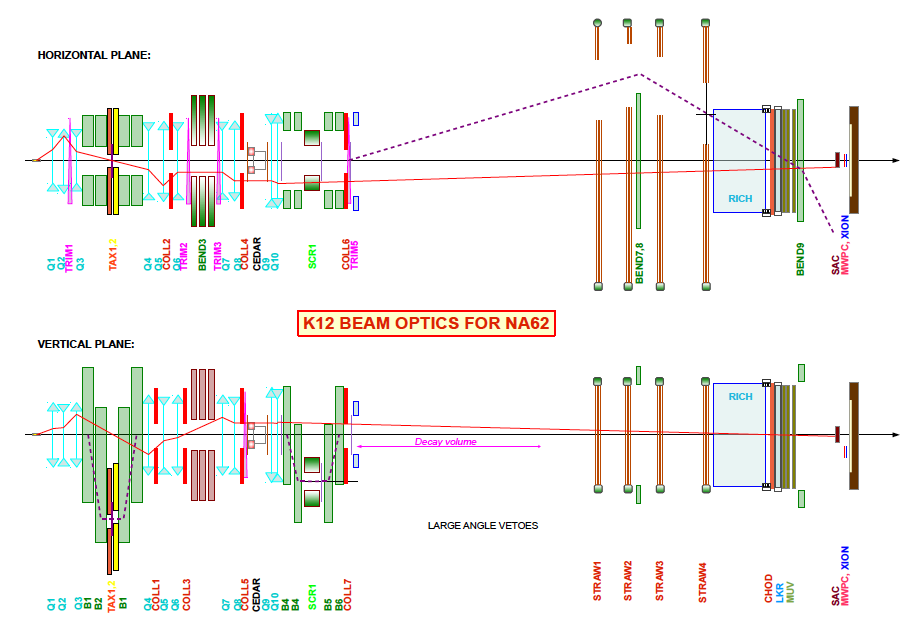 HORIZONTAL PLANE:
RICH
Q1
Q2
TRIM1
Q3
TAX1.2
Q4
Q5
COLL2
Q6
TRIM2
BEND3
TRIM3
Q7
Q8
COLL4
CEDAR
Q9
Q10
SCR1
COLL6
TRIM5
BEND7,8
BEND9
SAC
MWPC, XION
K12 BEAM OPTICS FOR NA62
VERTICAL PLANE:
RICH
Decay volume
LARGE ANGLE VETOES
Q1
Q2
Q3
B1
B2
TAX1.2
B1
Q4
COLL1
Q5
Q6
COLL3
Q7
Q8
COLL5
CEDAR
Q9
Q10
B4
B4
SCR1
B5
B6
COLL7
STRAW1
STRAW2
STRAW3
STRAW4
CHOD
LKR
MUV
SAC
MWPC, XION